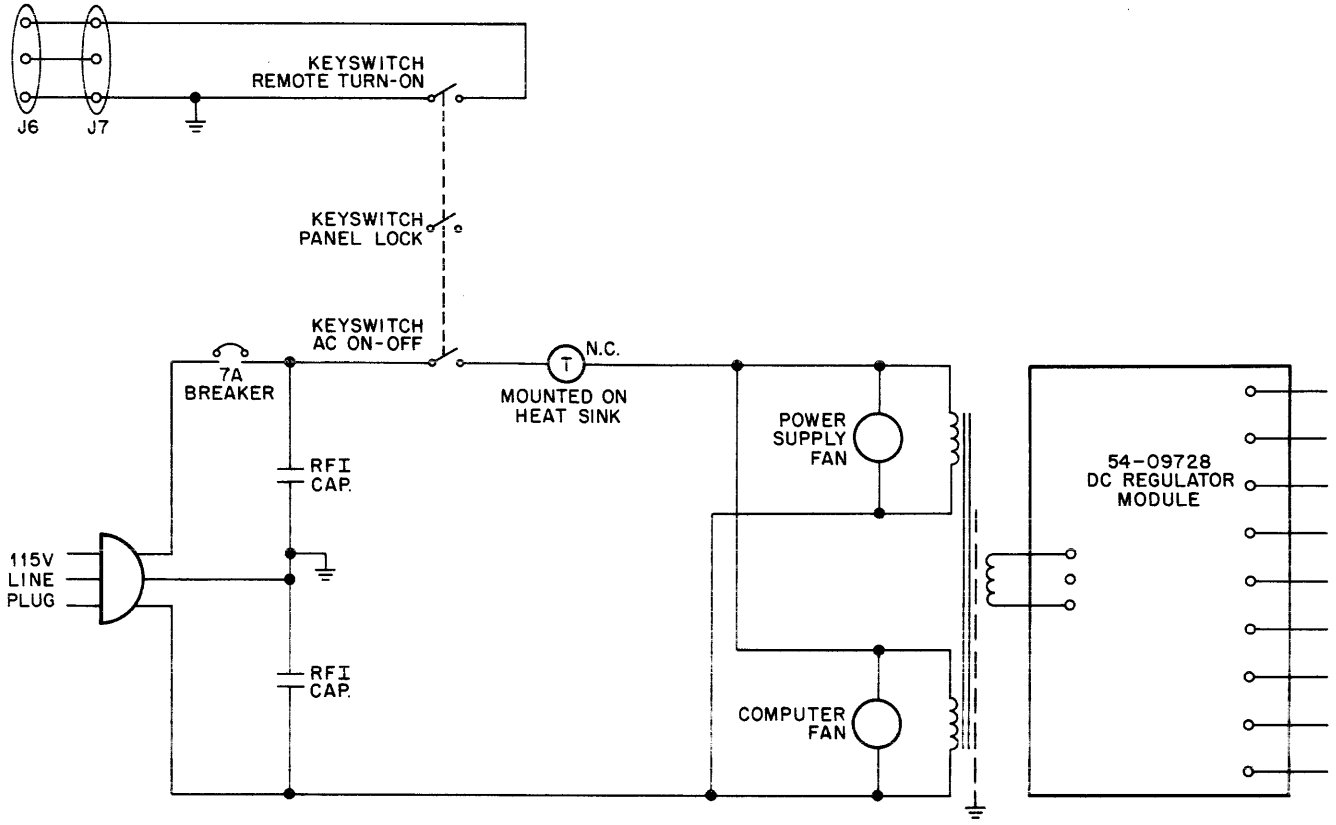 KEYSWITCH
REMOTE TURN-ON
J6
J7
KEYSWITCH
PANEL LOCK
KEYSWITCH
AC ON-OFF
7A
BREAKER
T
N.C.
MOUNTED ON
HEAT SINK
POWER
SUPPLY
FAN
54-09728
DC REGULATOR
MODULE
RFI
CAP.
115V
LINE
PLUG
RFI
CAP.
COMPUTER
FAN